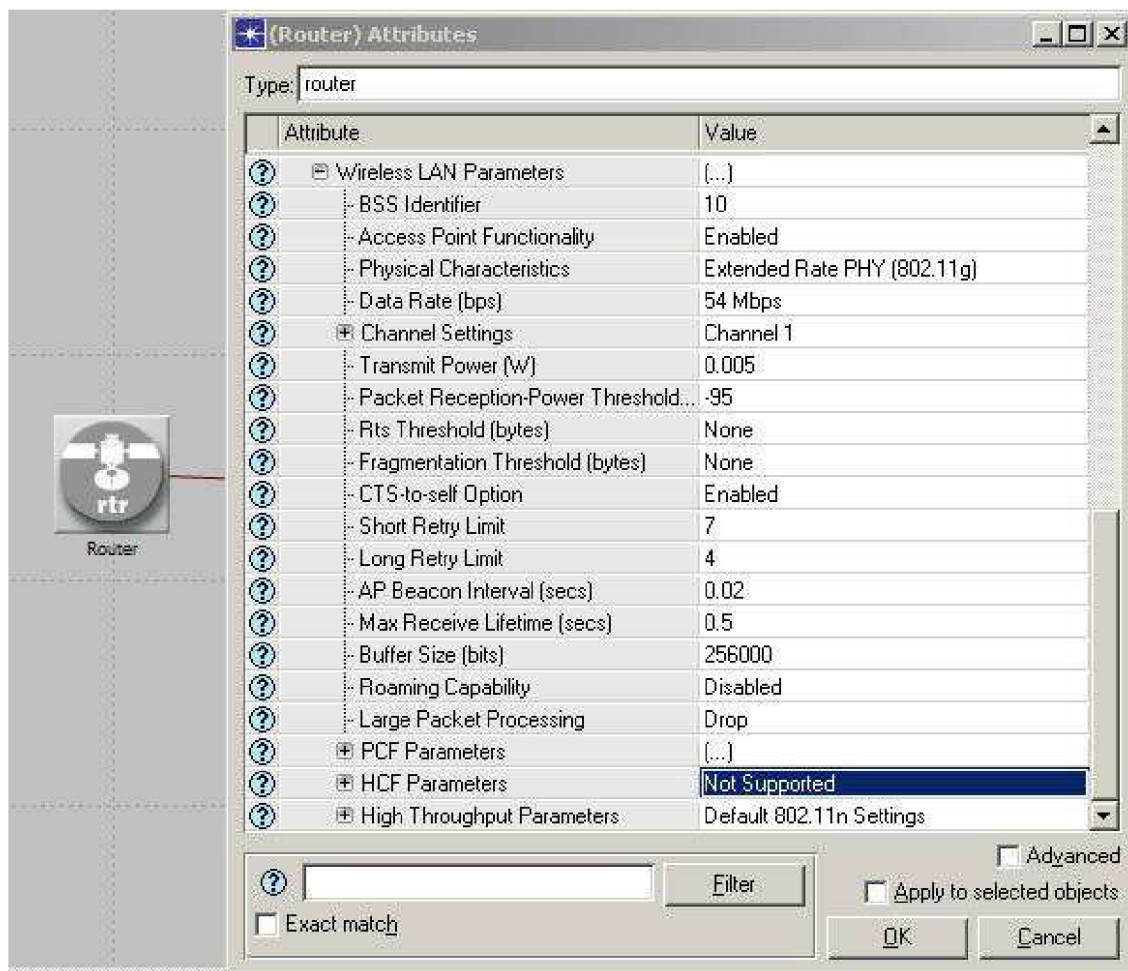 (Router) Attributes
Type: router
Attribute Value
Wireless LAN Parameters (...)
BSS Identifier 10
Access Point Functionality Enabled
Physical Characteristics Extended Rate PHY (802.11g)
Data Rate (bps) 54 Mbps
Channel Settings Channel 1
Transmit Power (W) 0.005
Packet Reception-Power Threshold... -95
Rts Threshold (bytes) None
Fragmentation Threshold (bytes) None
CTS-to-self Option Enabled
Short Retry Limit 7
Long Retry Limit 4
AP Beacon Interval (secs) 0.02
Max Receive Lifetime (secs) 0.5
Buffer Size (bits) 256000
Roaming Capability Disabled
Large Packet Processing Drop
PCF Parameters (...)
HCF Parameters Not Supported
High Throughput Parameters Default 802.11n Settings
rtr
Router
Advanced
Filter
Apply to selected objects
Exact match
OK Cancel